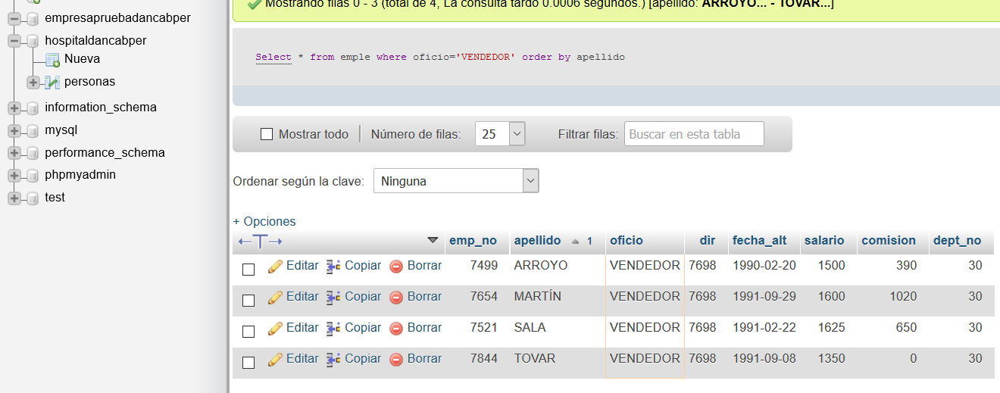 empresapruebadancabper
hospitaldancabper
Nueva
personas
information_schema
mysql
performance_schema
phpmyadmin
test
Mostrando filas 0 - 3 (total de 4, La consulta tardó 0.0006 segundos.) [apellido: ARROYO... - TOVAR...]
Select * from emple where oficio='VENDEDOR' order by apellido
Mostrar todo Número de filas: 25 Filtrar filas: Buscar en esta tabla
Ordenar según la clave: Ninguna
+ Opciones
←T→ emp_no apellido 1 oficio dir fecha_alt salario comision dept_no
Editar Copiar Borrar 7499 ARROYO VENDEDOR 7698 1990-02-20 1500 390 30
Editar Copiar Borrar 7654 MARTÍN VENDEDOR 7698 1991-09-29 1600 1020 30
Editar Copiar Borrar 7521 SALA VENDEDOR 7698 1991-02-22 1625 650 30
Editar Copiar Borrar 7844 TOVAR VENDEDOR 7698 1991-09-08 1350 0 30